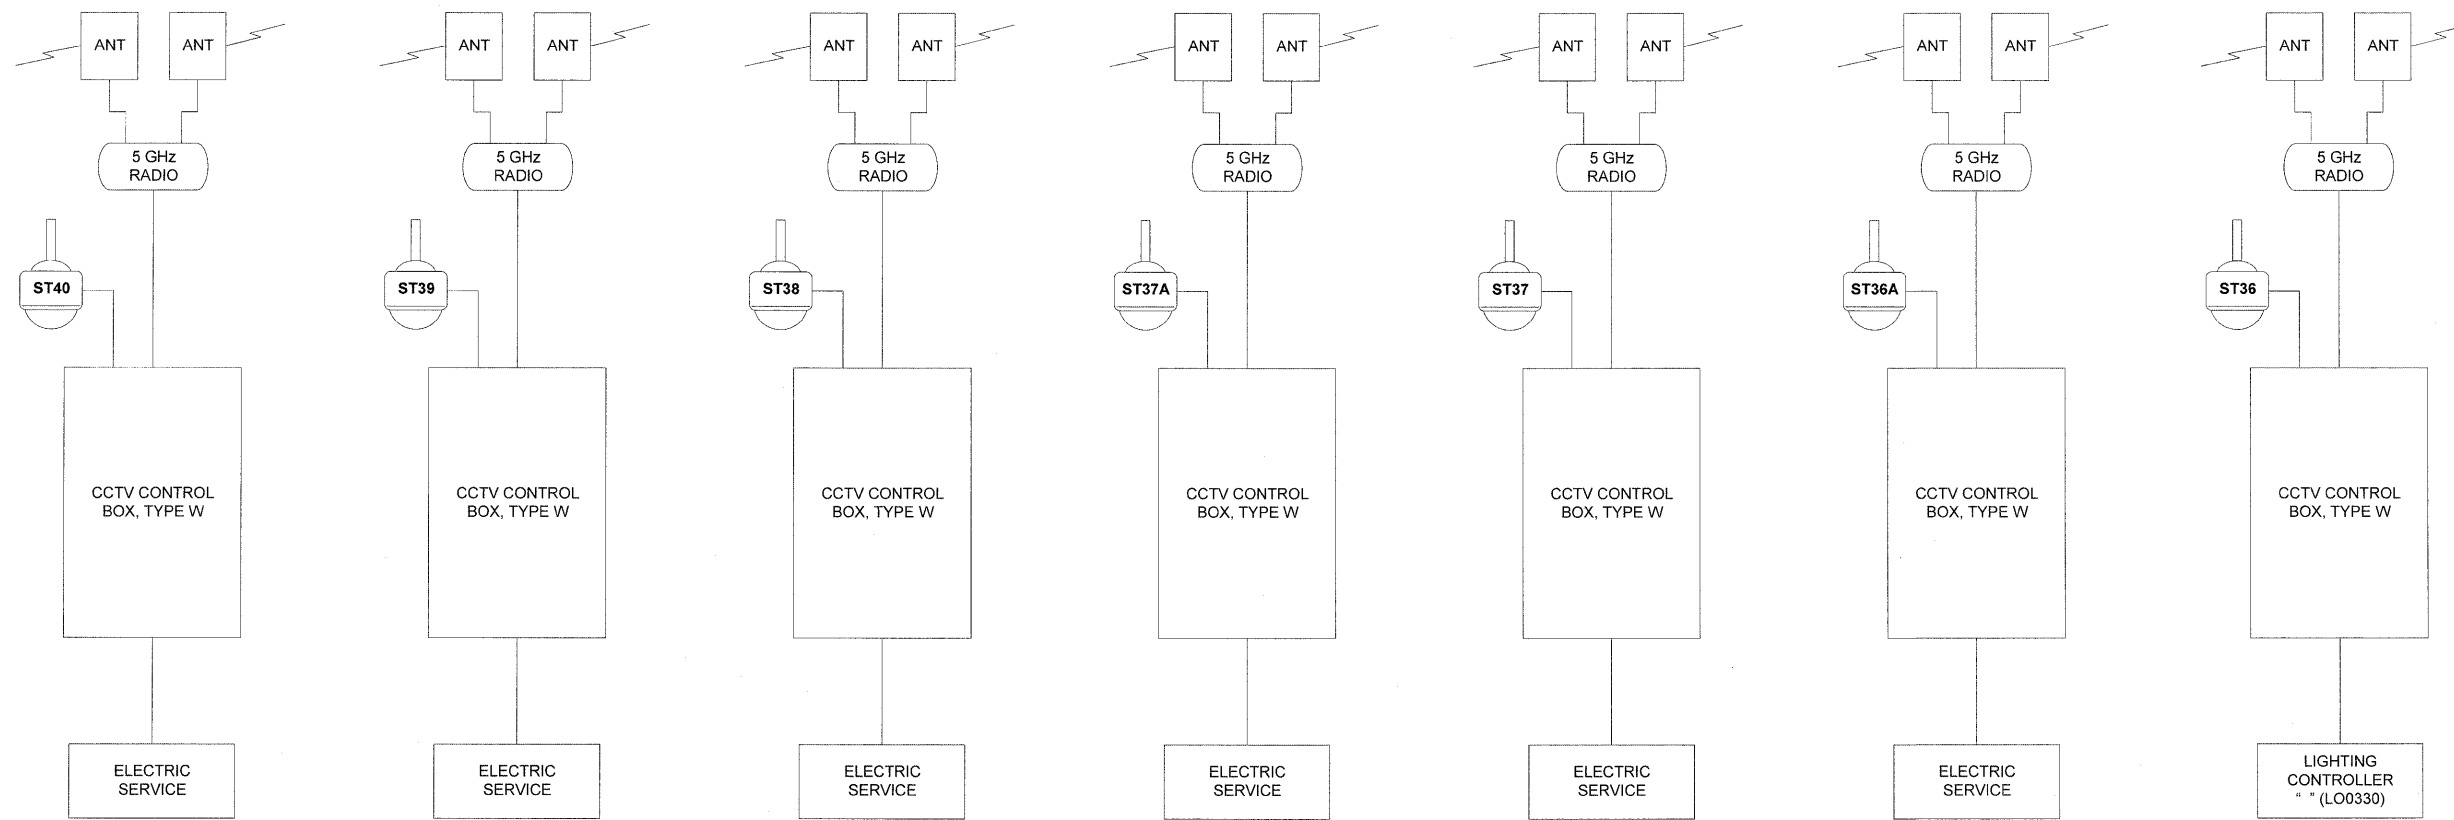 ANT ANT ANT ANT ANT ANT ANT ANT ANT ANT ANT ANT ANT ANT
5 GHz 5 GHz 5 GHz 5 GHz 5 GHz 5 GHz 5 GHz
RADIO RADIO RADIO RADIO RADIO RADIO RADIO
ST40 ST39 ST38 ST37A ST37 ST36A ST36
CCTV CONTROL CCTV CONTROL CCTV CONTROL CCTV CONTROL CCTV CONTROL CCTV CONTROL CCTV CONTROL
BOX, TYPE W BOX, TYPE W BOX, TYPE W BOX, TYPE W BOX, TYPE W BOX, TYPE W BOX, TYPE W
ELECTRIC ELECTRIC ELECTRIC ELECTRIC ELECTRIC ELECTRIC LIGHTING
SERVICE SERVICE SERVICE SERVICE SERVICE SERVICE CONTROLLER
“ ” (LO0330)